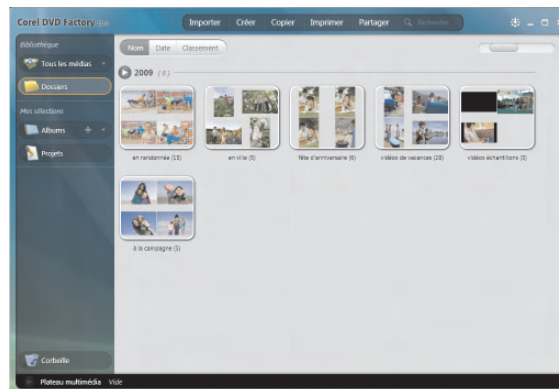 Corel DVD Factory
Importer Créer Copier Imprimer Partager Rechercher
Bibliothèque
Tous les médias
Dossiers
Mes sélections
Albums +
Projets
Corbeille
Nom Date Classement
2009 (6)
en randonnée (15) en ville (5) fête d'anniversaire (6) vidéos de vacances (28) vidéos échantillons (3)
à la campagne (5)
Plateau multimédia Vide